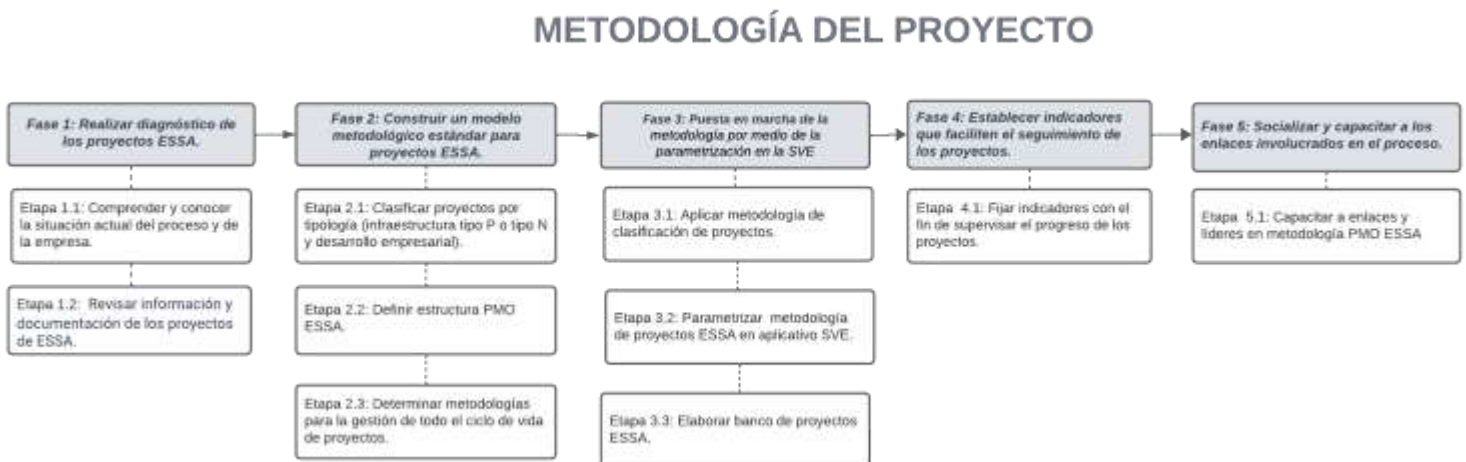 METODOLOGÍA DEL PROYECTO
Fase 1: Realizar diagnóstico de
los proyectos ESSA.
Etapa 1.1: Comprender y conocer
la situación actual del proceso y de
la empresa.
Etapa 1.2: Revisar información y
documentación de los proyectos
de ESSA.
Fase 2: Construir un modelo
metodológico estándar para
proyectos ESSA.
Etapa 2.1: Clasificar proyectos por
tipología (infraestructura tipo P o tipo N
y desarrollo empresarial).
Etapa 2.2: Definir estructura PMO
ESSA.
Etapa 2.3: Determinar metodologías
para la gestión de todo el ciclo de vida
de proyectos.
Fase 3: Puesta en marcha de la
metodología por medio de la
parametrización en la SVE
Etapa 3.1: Aplicar metodología de
clasificación de proyectos.
Etapa 3.2: Parametrizar metodología
de proyectos ESSA en aplicativo SVE.
Etapa 3.3: Elaborar banco de proyectos
ESSA.
Fase 4: Establecer indicadores
que faciliten el seguimiento de
los proyectos.
Etapa 4.1: Fijar indicadores con el
fin de supervisar el progreso de los
proyectos.
Fase 5: Socializar y capacitar a los
enlaces involucrados en el proceso.
Etapa 5.1: Capacitar a enlaces y
líderes en metodología PMO ESSA